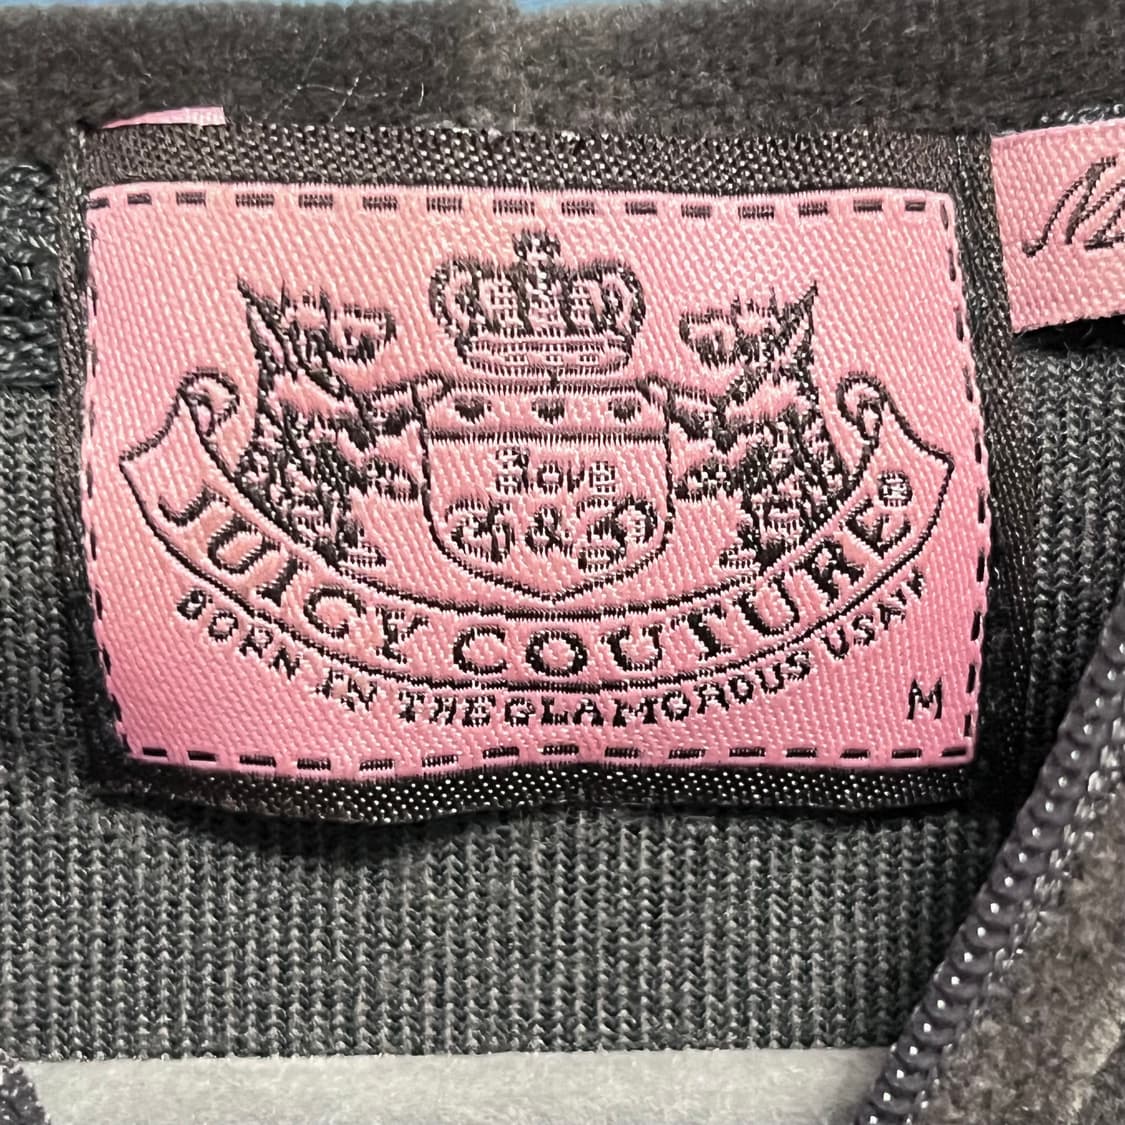 Love
G & P
JUICY COUTURE®
BORN IN THE GLAMOROUS USA
M